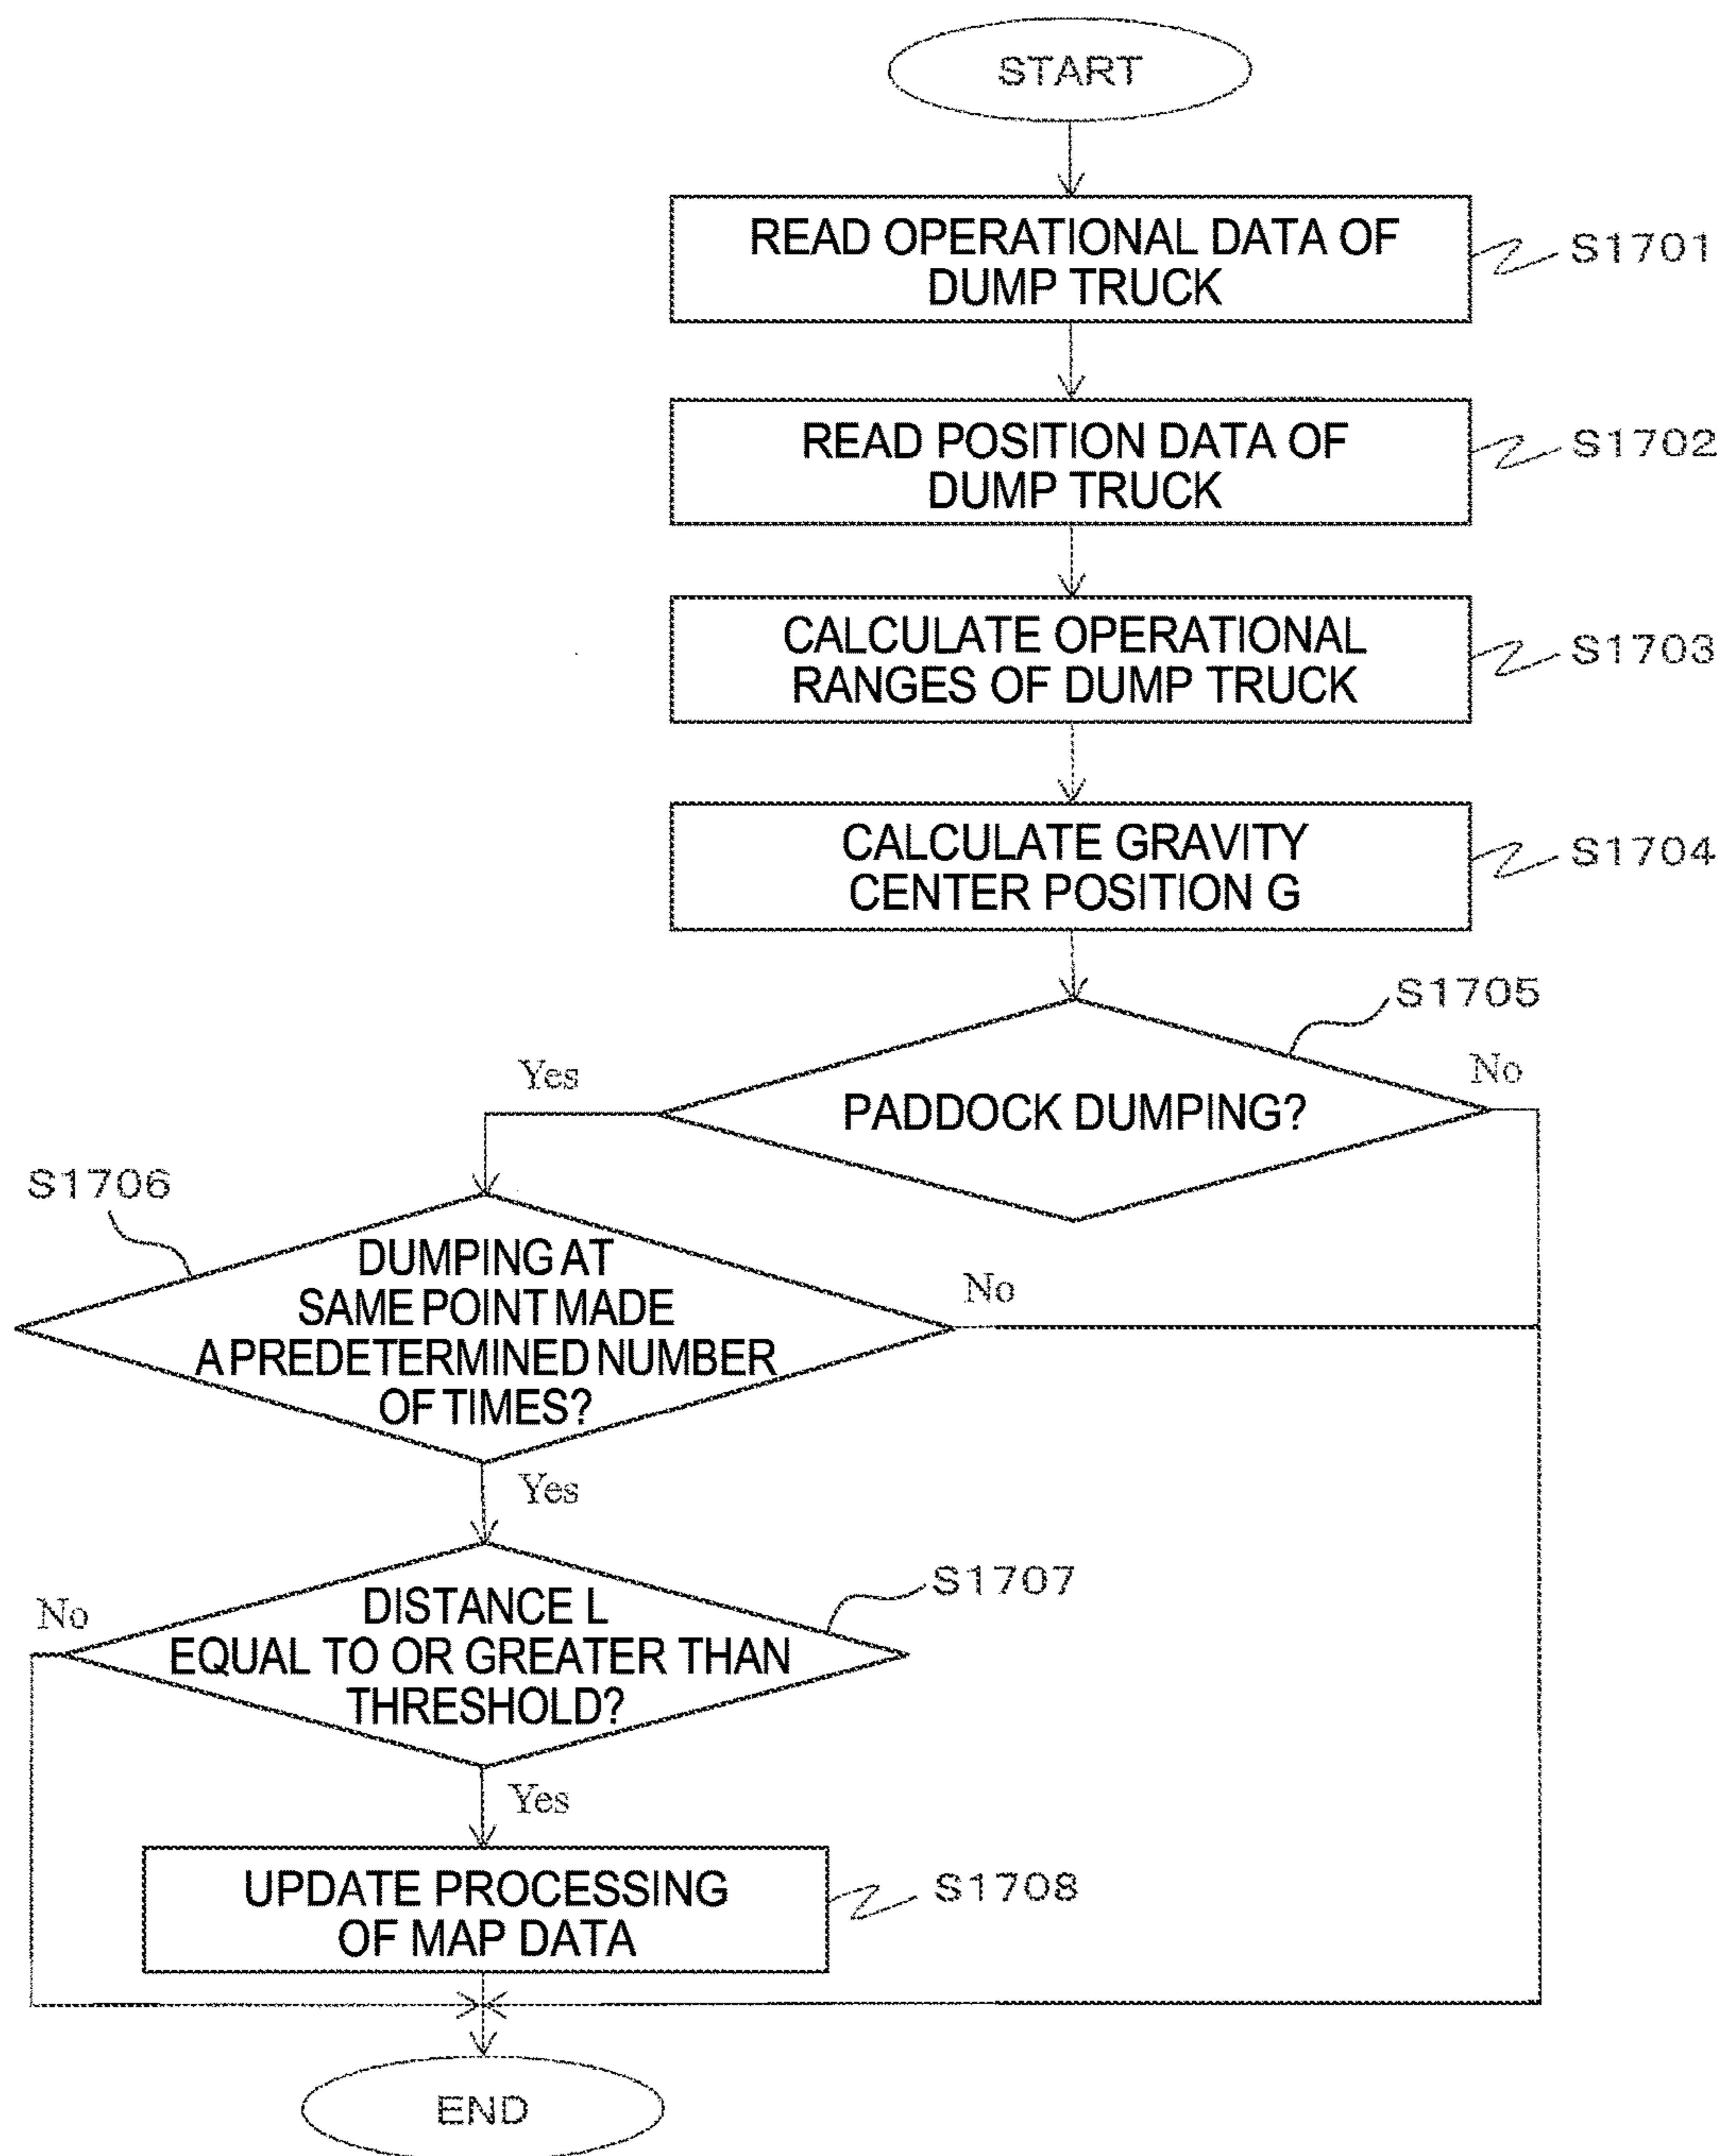 START
READ OPERATIONAL DATA OF
DUMP TRUCK
S1701
READ POSITION DATA OF
DUMP TRUCK
S1702
CALCULATE OPERATIONAL
RANGES OF DUMP TRUCK
S1703
CALCULATE GRAVITY
CENTER POSITION G
S1704
S1705
Yes
No
PADDOCK DUMPING?
S1706
DUMPING AT
SAME POINT MADE
A PREDETERMINED NUMBER
OF TIMES?
No
Yes
S1707
No
DISTANCE L
EQUAL TO OR GREATER THAN
THRESHOLD?
Yes
UPDATE PROCESSING
OF MAP DATA
S1708
END